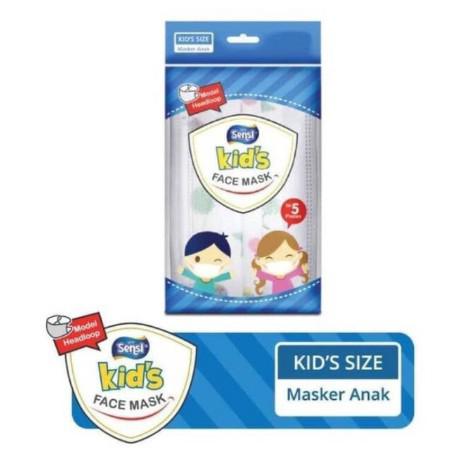 KID'S SIZE
Masker Anak
Model
Headloop
Sensi
kid's
FACE MASK
5
Model
Headloop
Sensi
kid's
FACE MASK
KID'S SIZE
Masker Anak